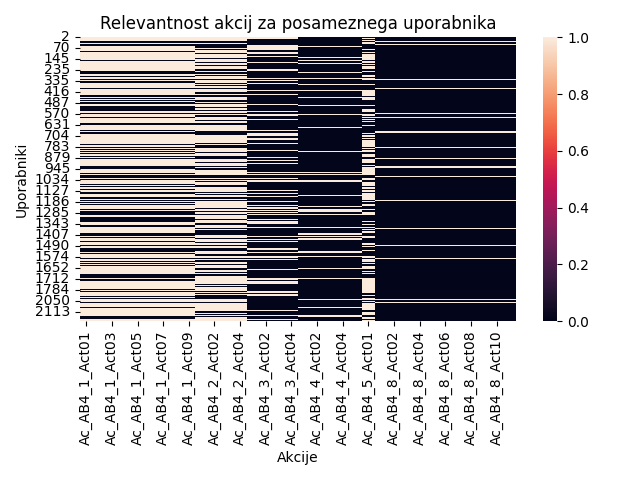 Relevantnost akcij za posameznega uporabnika
Uporabniki
2
70
145
235
335
416
487
570
631
704
783
879
945
1034
1127
1186
1285
1343
1407
1490
1574
1652
1712
1784
2050
2113
Ac_AB4_1_Act01
Ac_AB4_1_Act03
Ac_AB4_1_Act05
Ac_AB4_1_Act07
Ac_AB4_1_Act09
Ac_AB4_2_Act02
Ac_AB4_2_Act04
Ac_AB4_3_Act02
Ac_AB4_3_Act04
Ac_AB4_4_Act02
Ac_AB4_4_Act04
Ac_AB4_5_Act01
Ac_AB4_8_Act02
Ac_AB4_8_Act04
Ac_AB4_8_Act06
Ac_AB4_8_Act08
Ac_AB4_8_Act10
Akcije
1.0
0.8
0.6
0.4
0.2
0.0